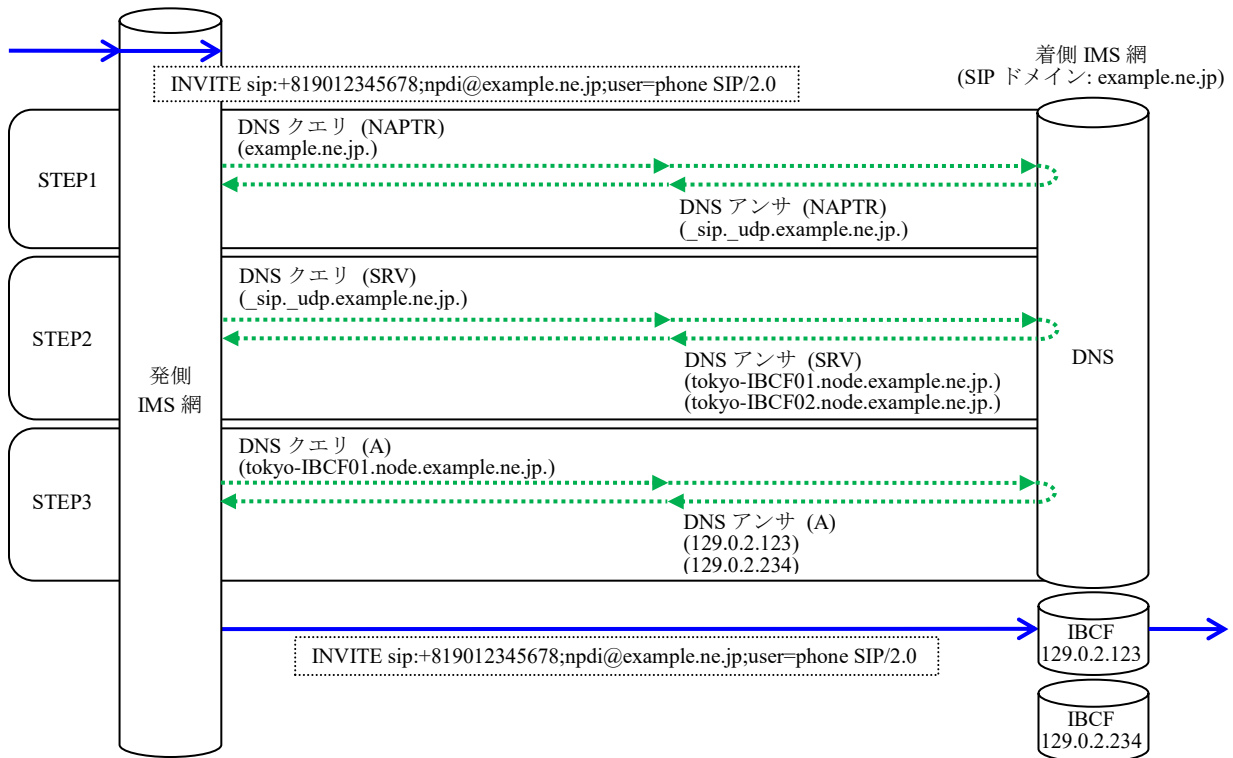 着側 IMS 網
(SIP ドメイン: example.ne.jp)
INVITE sip:+819012345678;npdi@example.ne.jp;user=phone SIP/2.0
STEP1
DNS クエリ (NAPTR)
(example.ne.jp.)
DNS アンサ (NAPTR)
(_sip._udp.example.ne.jp.)
STEP2
DNS クエリ (SRV)
(_sip._udp.example.ne.jp.)
DNS アンサ (SRV)
(tokyo-IBCF01.node.example.ne.jp.)
(tokyo-IBCF02.node.example.ne.jp.)
発側
IMS 網
DNS
STEP3
DNS クエリ (A)
(tokyo-IBCF01.node.example.ne.jp.)
DNS アンサ (A)
(129.0.2.123)
(129.0.2.234)
INVITE sip:+819012345678;npdi@example.ne.jp;user=phone SIP/2.0
IBCF
129.0.2.123
IBCF
129.0.2.234